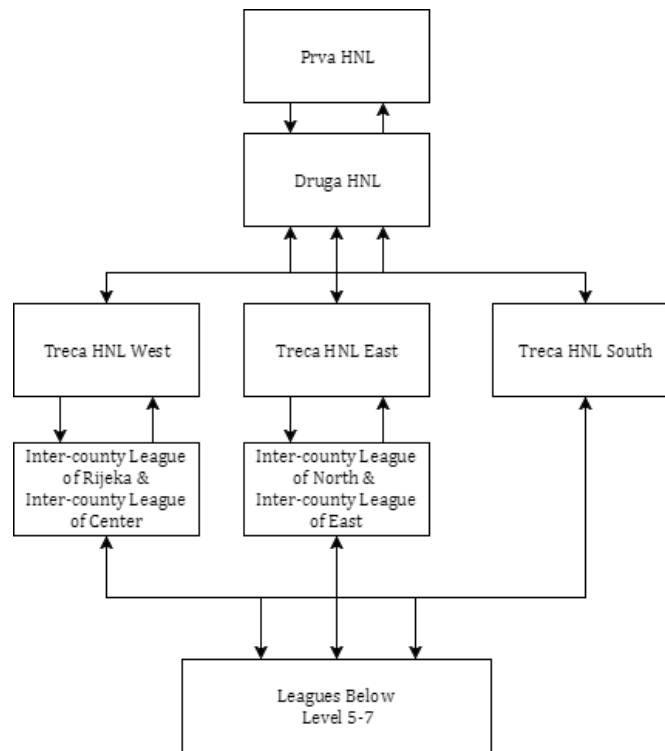 Prva HNL
Druga HNL
Treca HNL West
Treca HNL East
Treca HNL South
Inter-county League
of Rijeka &
Inter-county League
of Center
Inter-county League
of North &
Inter-county League
of East
Leagues Below
Level 5-7